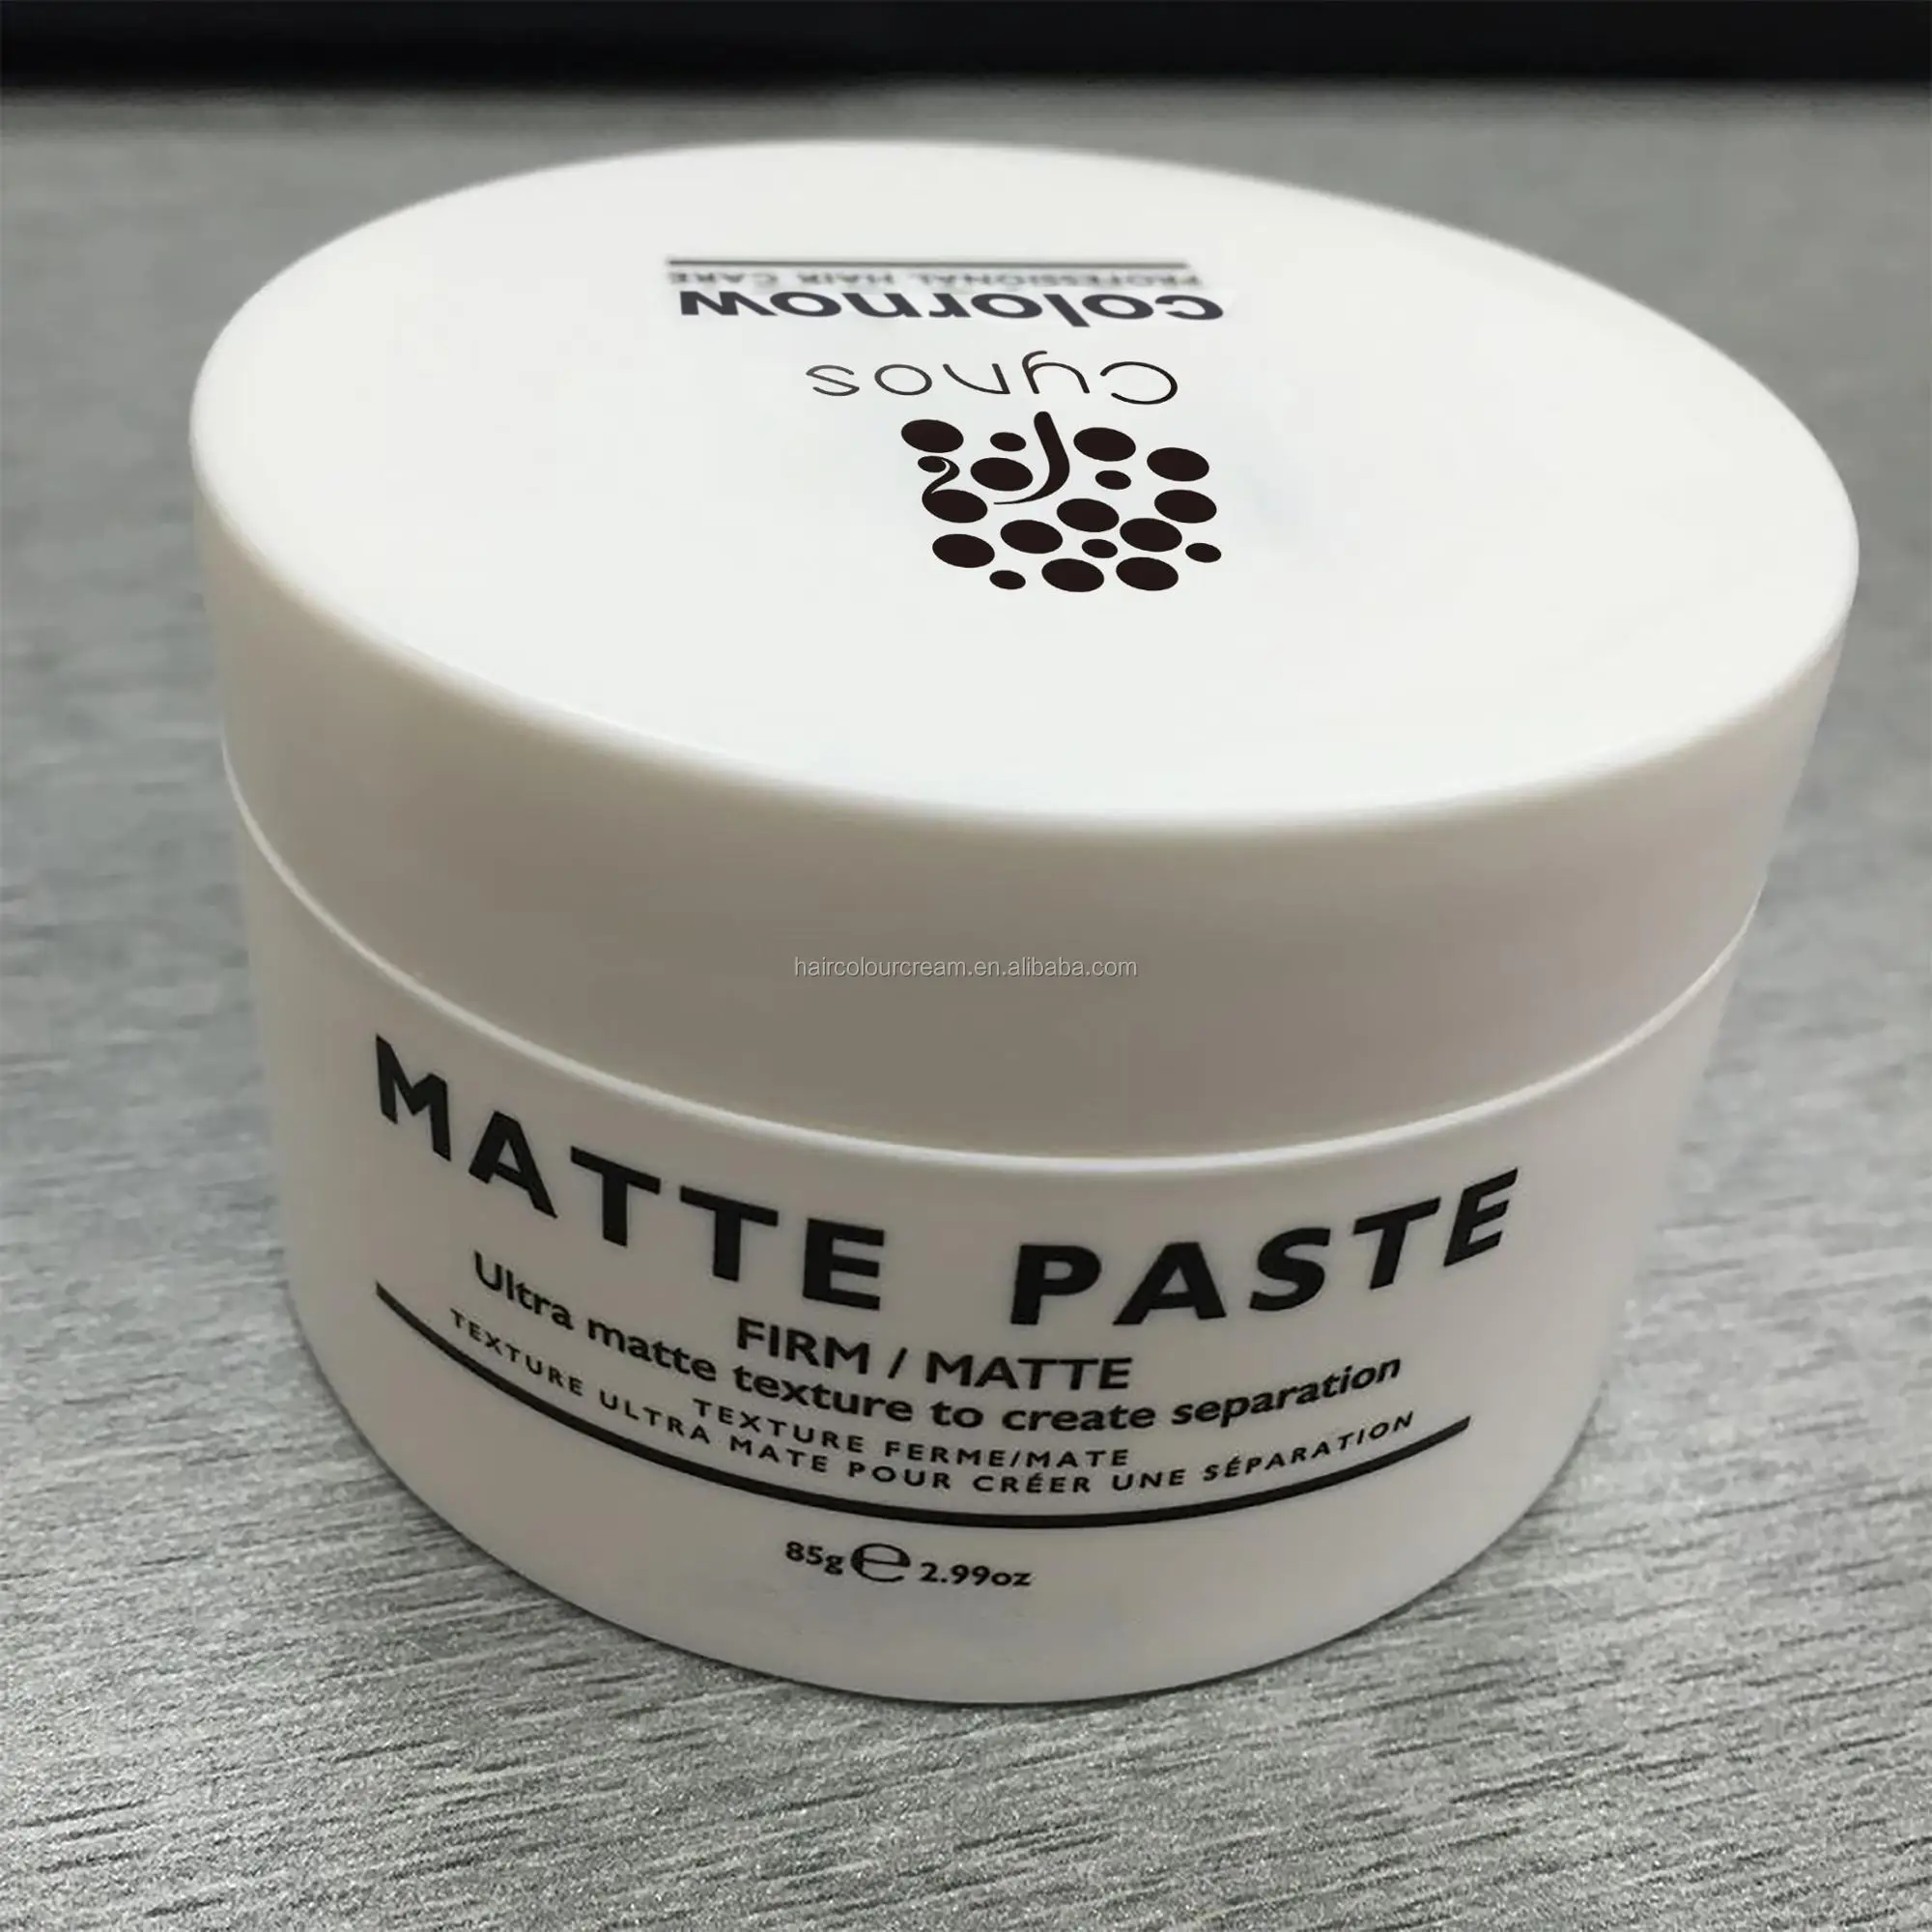 Cynos
colornow
PROFESSIONAL HAIR CARE
haircolourcream.en.alibaba.com
MATTE PASTE
FIRM / MATTE
Ultra matte texture to create separation
TEXTURE FERME/MATE
TEXTURE ULTRA MATE POUR CRÉER UNE SÉPARATION
85g e 2.99oz